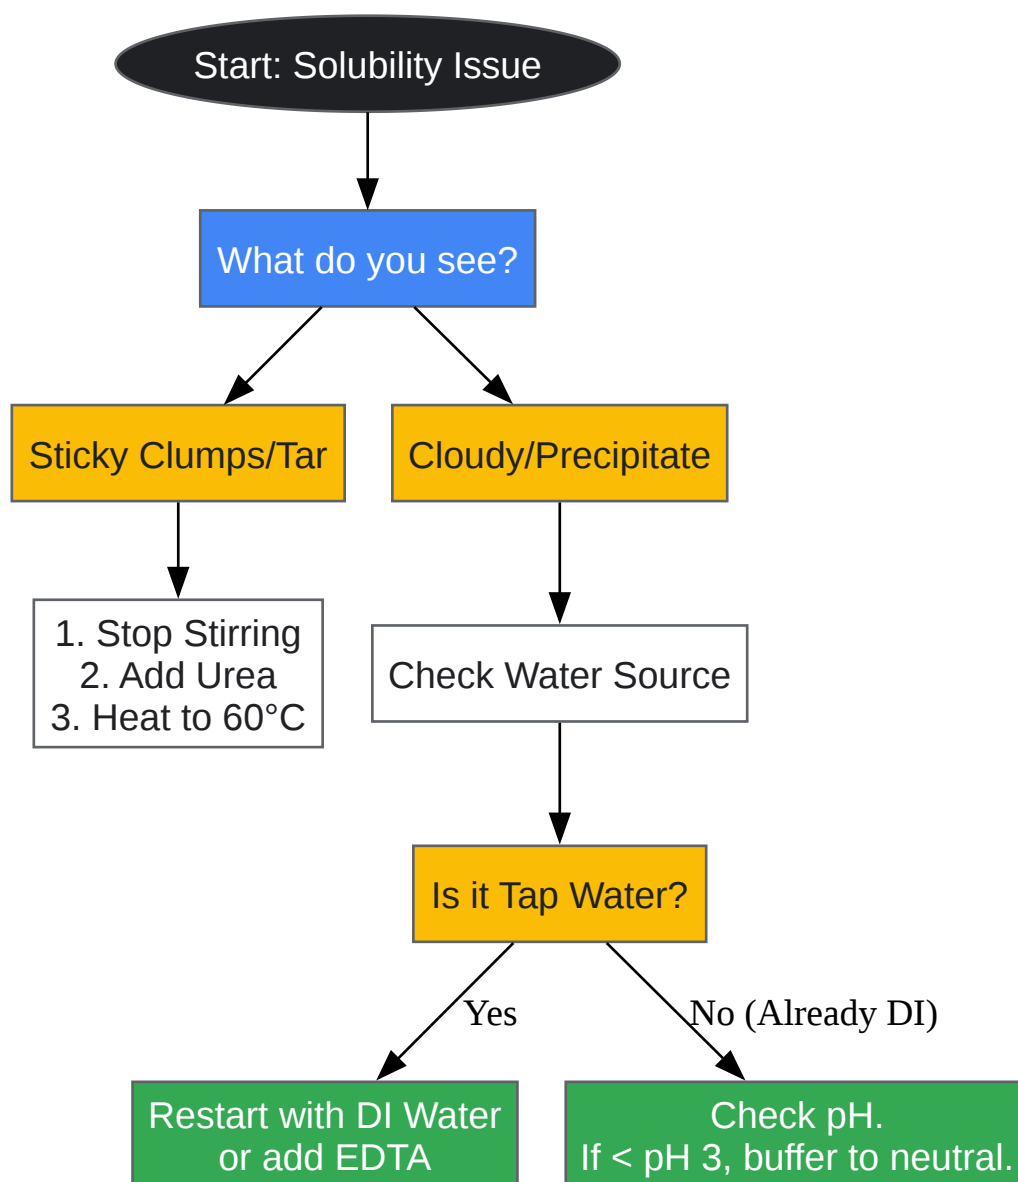 Start: Solubility Issue
What do you see?
Sticky Clumps/Tar
Cloudy/Precipitate
1. Stop Stirring
2. Add Urea
3. Heat to 60°C
Check Water Source
Is it Tap Water?
Yes
No (Already DI)
Restart with DI Water
or add EDTA
Check pH.
If < pH 3, buffer to neutral.